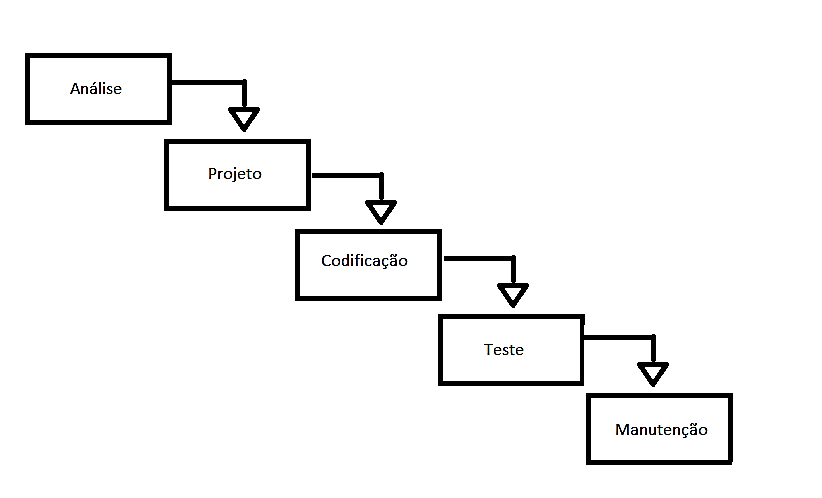 Análise
Projeto
Codificação
Teste
Manutenção